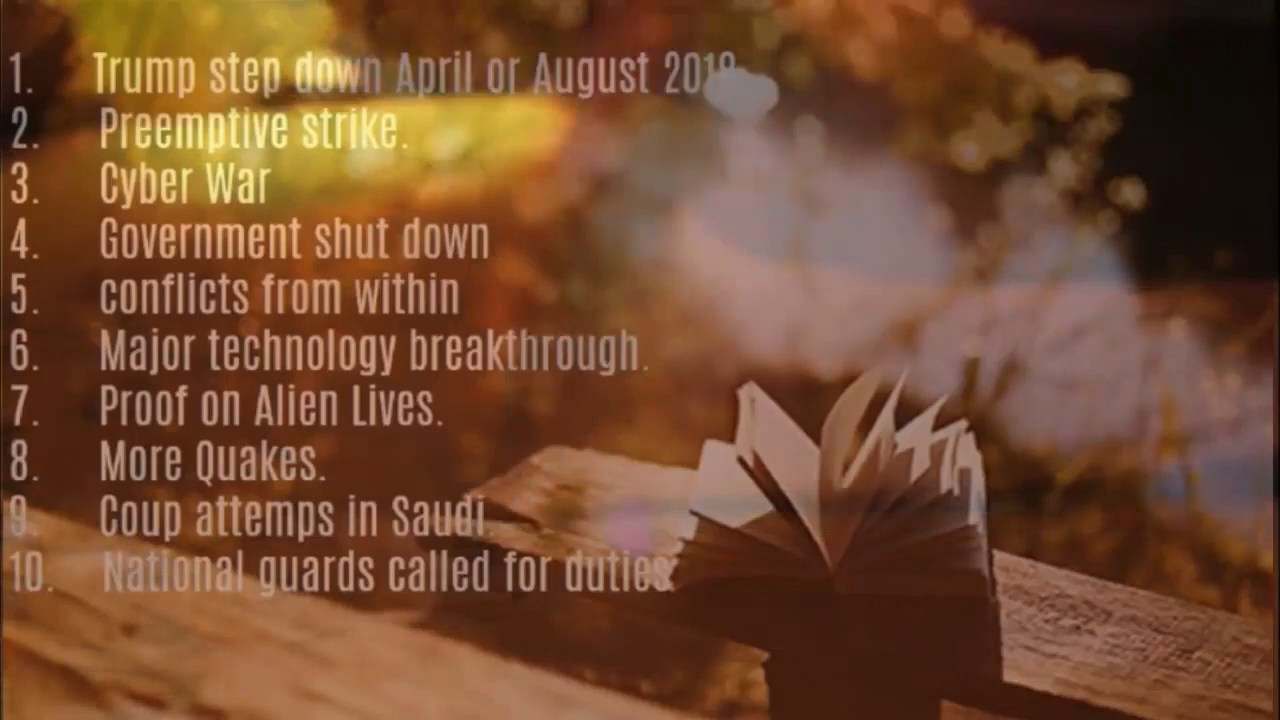 1. Trump step down April or August 2018
2. Preemptive strike.
3. Cyber War
4. Government shut down
5. conflicts from within
6. Major technology breakthrough.
7. Proof on Alien Lives.
8. More Quakes.
9. Coup attemps in Saudi.
10. National guards called for duties